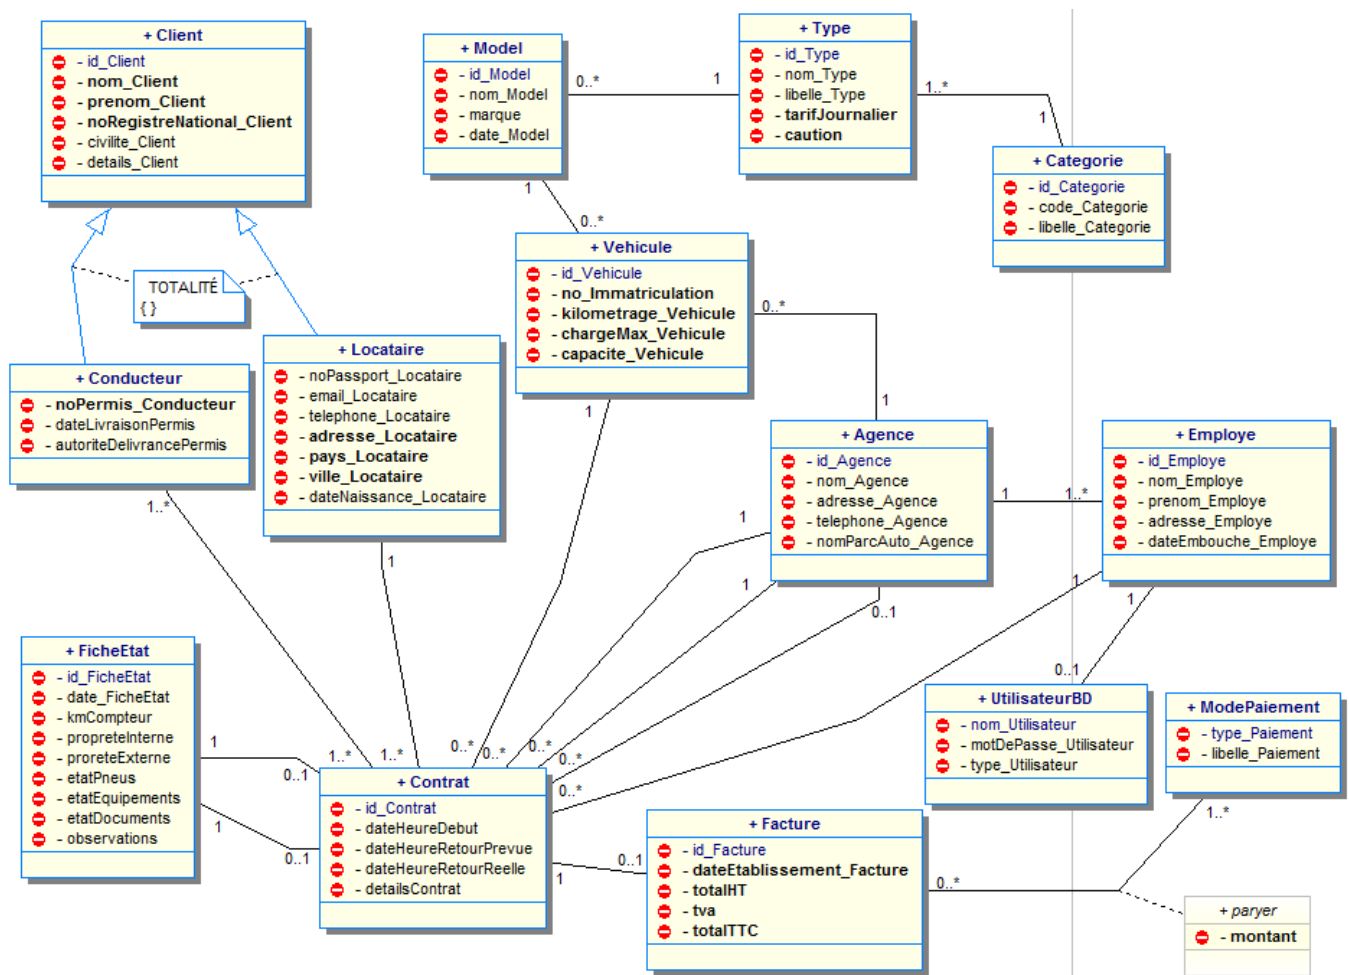 + Client
- id_Client
- nom_Client
- prenom_Client
- noRegistreNational_Client
- civilite_Client
- details_Client
+ Model
- id_Model
- nom_Model
- marque
- date_Model
0..*
1
+ Type
- id_Type
- nom_Type
- libelle_Type
- tarifJournalier
- caution
1..*
1
+ Categorie
- id_Categorie
- code_Categorie
- libelle_Categorie
1
0..*
+ Vehicule
- id_Vehicule
- no_Immatriculation
- kilometrage_Vehicule
- chargeMax_Vehicule
- capacite_Vehicule
0..*
1
1
TOTALITÉ
{ }
+ Conducteur
- noPermis_Conducteur
- dateLivraisonPermis
- autoriteDelivrancePermis
1..*
+ Locataire
- noPassport_Locataire
- email_Locataire
- telephone_Locataire
- adresse_Locataire
- pays_Locataire
- ville_Locataire
- dateNaissance_Locataire
1
+ Agence
- id_Agence
- nom_Agence
- adresse_Agence
- telephone_Agence
- nomParcAuto_Agence
1
1..*
1
1
0..1
+ Employe
- id_Employe
- nom_Employe
- prenom_Employe
- adresse_Employe
- dateEmbouche_Employe
1
1
0..1
+ FicheEtat
- id_FicheEtat
- date_FicheEtat
- kmCompteur
- propreteInterne
- proreteExterne
- etatPneus
- etatEquipements
- etatDocuments
- observations
1
0..1
1
0..1
1..*
1..*
0..*
0..*
0..*
0..*
0..*
+ Contrat
- id_Contrat
- dateHeureDebut
- dateHeureRetourPrevue
- dateHeureRetourReelle
- detailsContrat
1
0..1
+ UtilisateurBD
- nom_Utilisateur
- motDePasse_Utilisateur
- type_Utilisateur
+ ModePaiement
- type_Paiement
- libelle_Paiement
1..*
+ Facture
- id_Facture
- dateEtablissement_Facture
- totalHT
- tva
- totalTTC
0..*
+ paryer
- montant